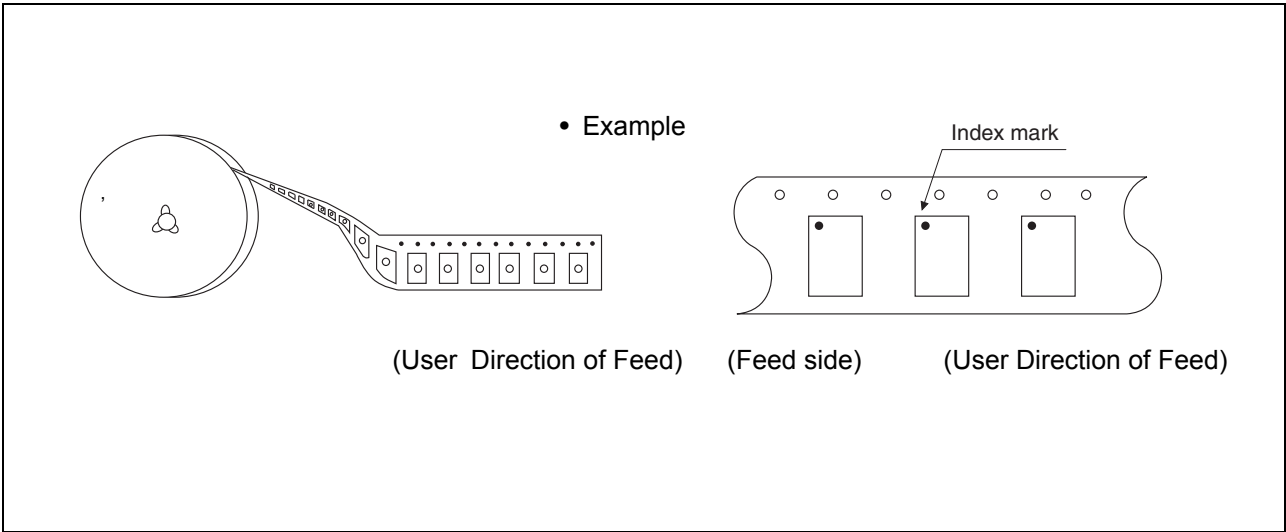 • Example
Index mark
,
(User Direction of Feed)
(Feed side)
(User Direction of Feed)